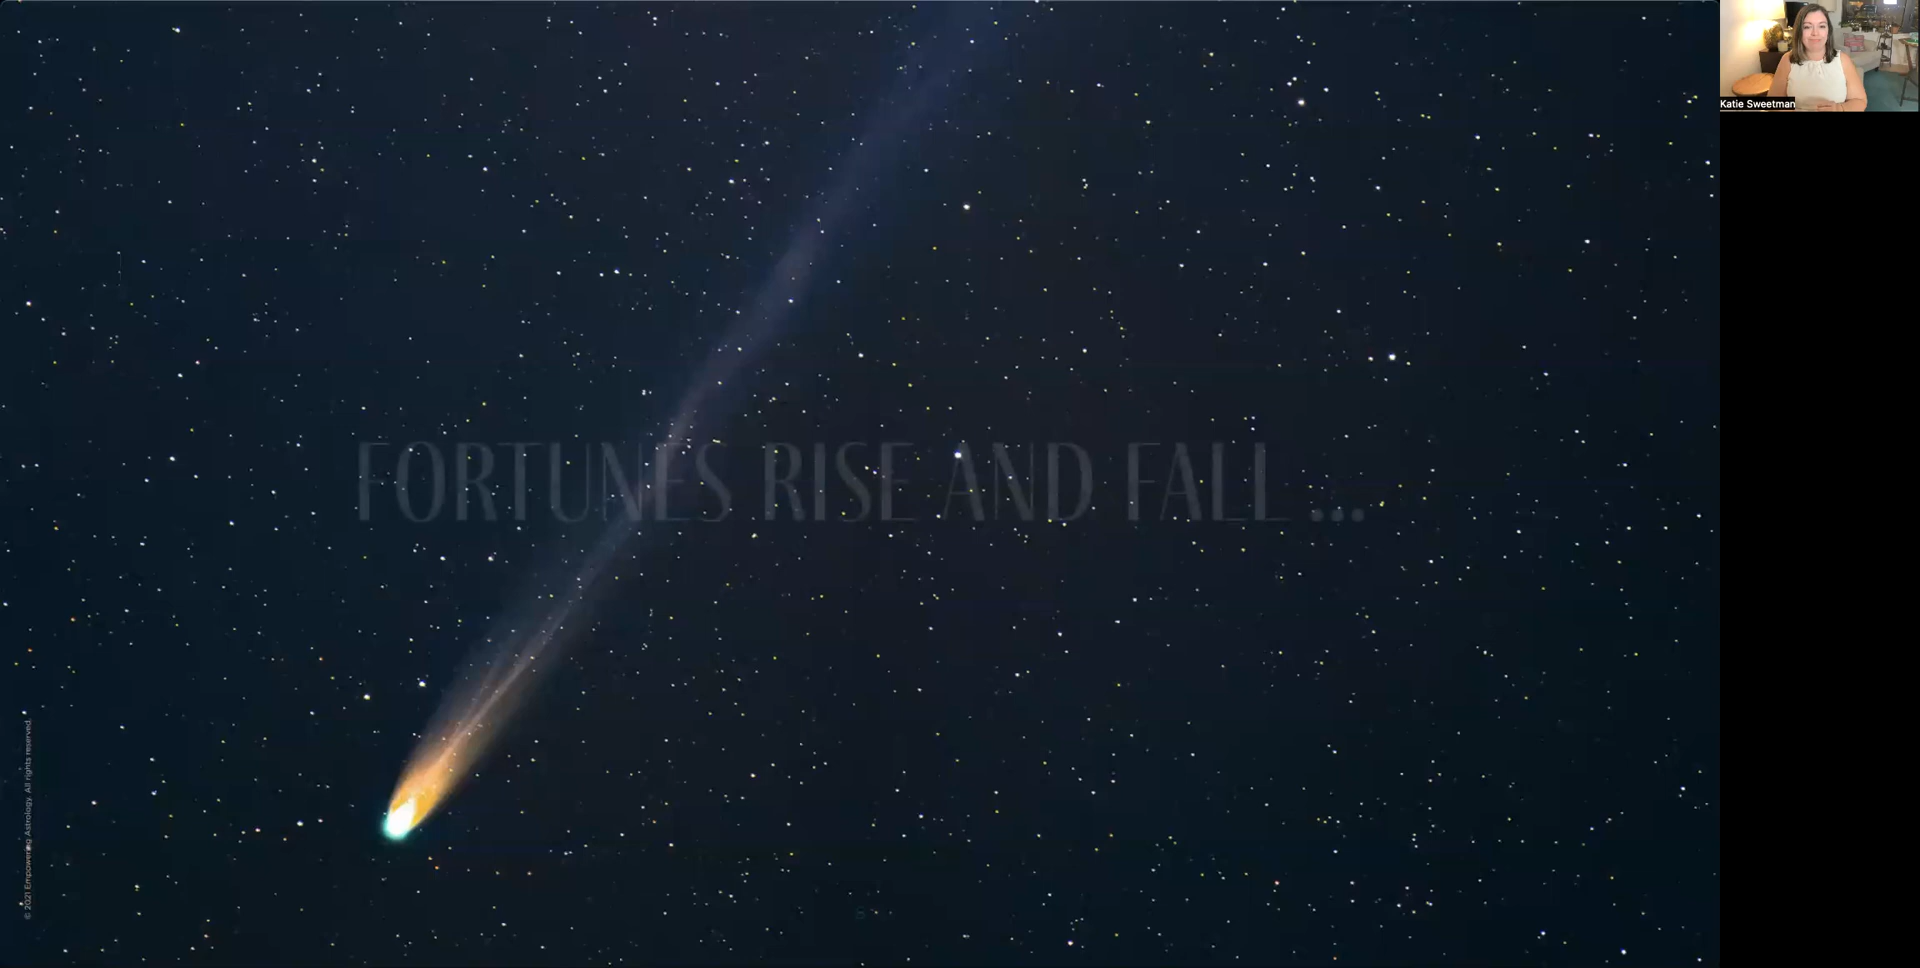 Katie Sweetman
FORTUNES RISE AND FALL ...
© 2021 Empowering Astrology. All rights reserved.